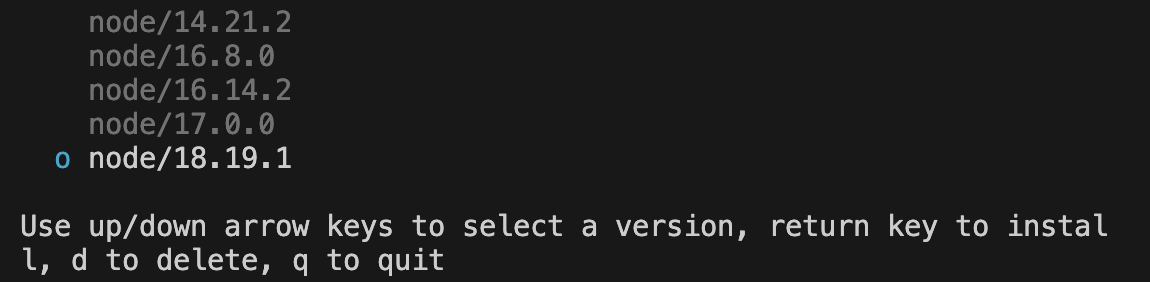 node/14.21.2
node/16.8.0
node/16.14.2
node/17.0.0
o node/18.19.1
Use up/down arrow keys to select a version, return key to instal
l, d to delete, q to quit